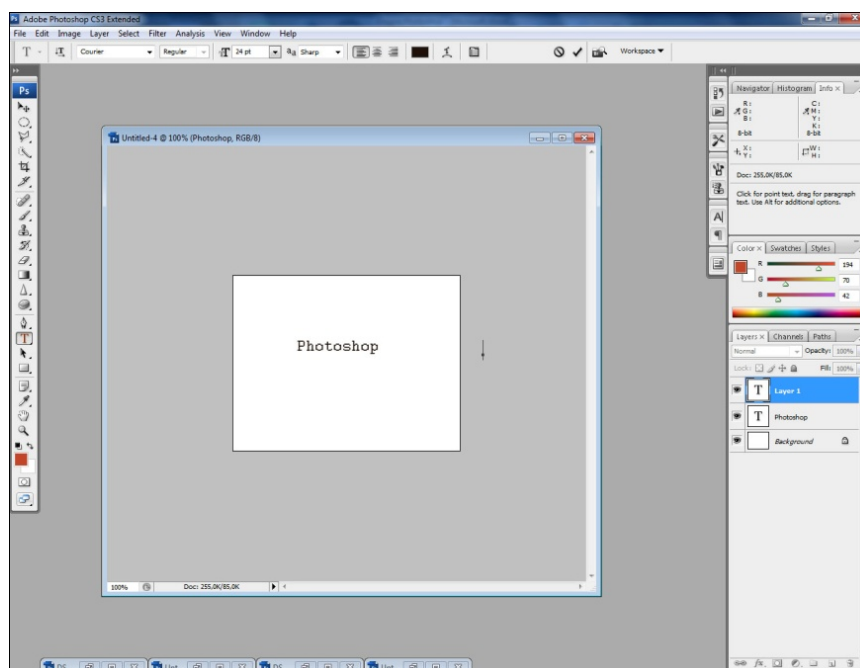 Adobe Photoshop CS3 Extended
File Edit Image Layer Select Filter Analysis View Window Help
T Courier Regular 24 pt Sharp Workspace
Ps
Navigator Histogram Info x
R: C:
G: M:
B: Y:
K:
8-bit 8-bit
X: W:
Y: H:
Doc: 255,0K/85,0K
Click for point text, drag for paragraph
text. Use Alt for additional options.
Color x Swatches Styles
R 194
G 70
B 42
Untitled-4 @ 100% (Photoshop, RGB/8)
Photoshop
100% Doc: 255,0K/85,0K
Layers x Channels Paths
Normal Opacity: 100%
Lock: Fill: 100%
T Layer 1
T Photoshop
Background